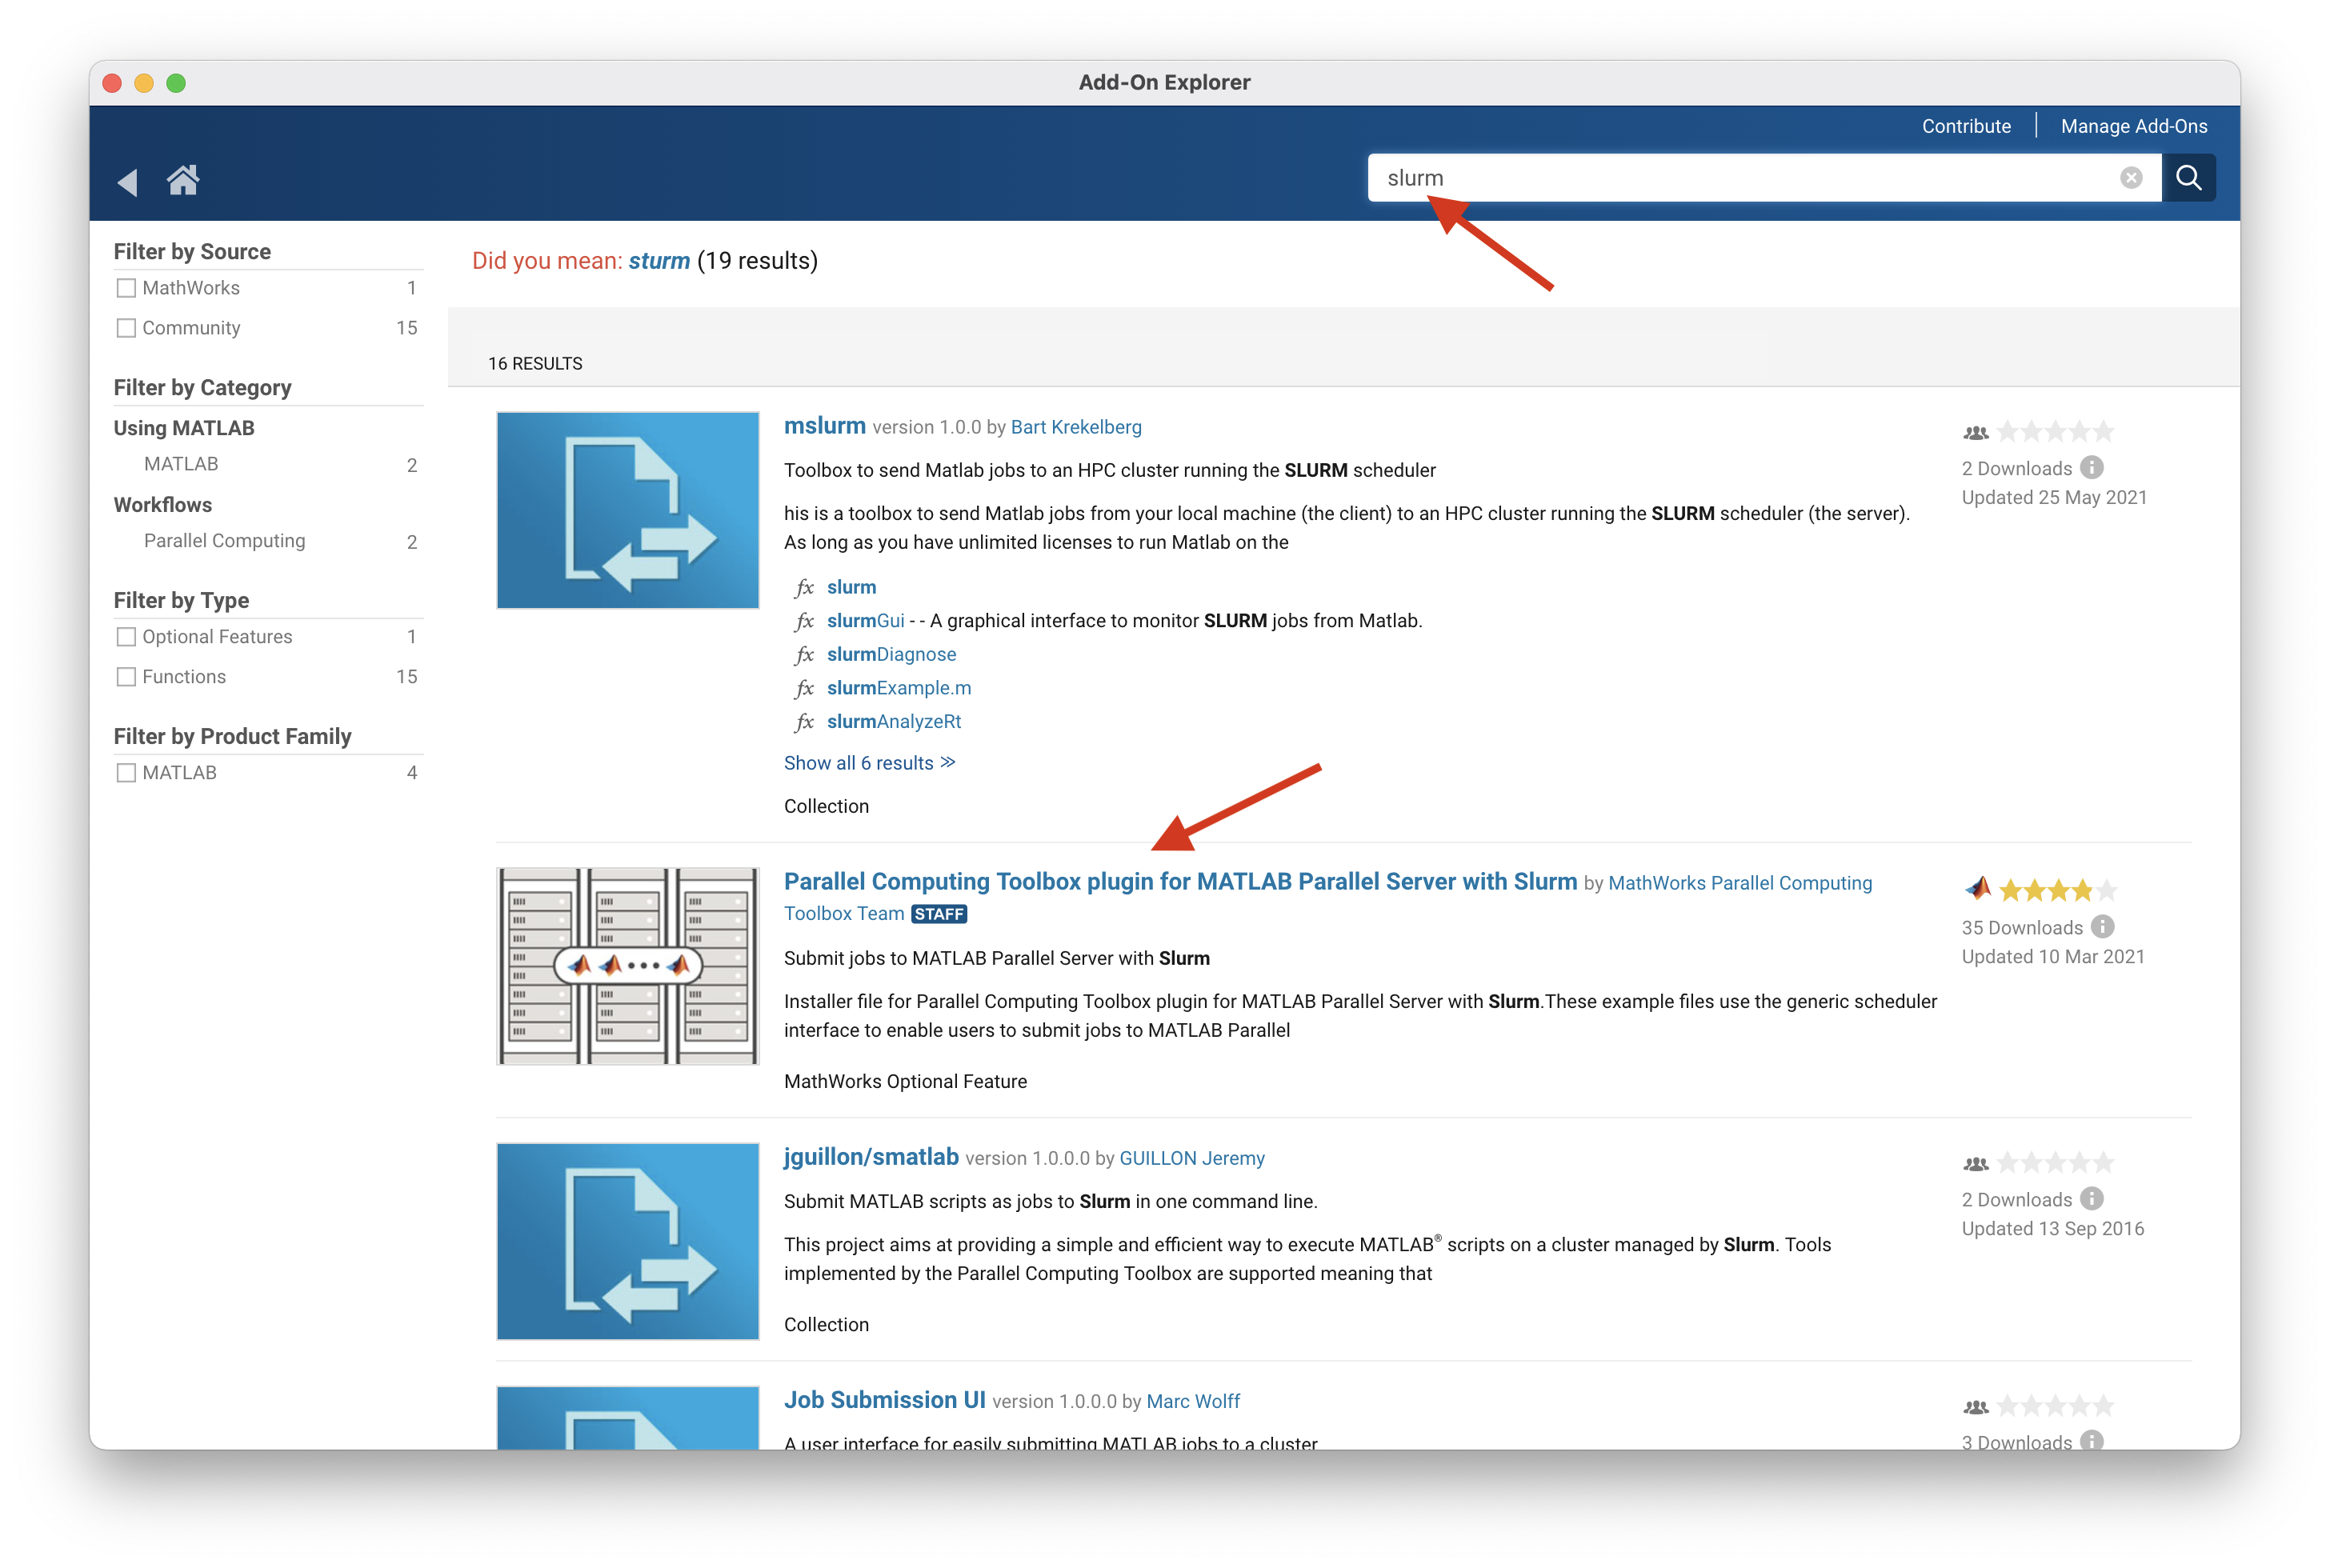 Add-On Explorer
Contribute
Manage Add-Ons
slurm
Filter by Source
MathWorks 1
Community 15
Filter by Category
Using MATLAB
MATLAB 2
Workflows
Parallel Computing 2
Filter by Type
Optional Features 1
Functions 15
Filter by Product Family
MATLAB 4
Did you mean: sturm (19 results)
16 RESULTS
mslurm version 1.0.0 by Bart Krekelberg
Toolbox to send Matlab jobs to an HPC cluster running the SLURM scheduler
his is a toolbox to send Matlab jobs from your local machine (the client) to an HPC cluster running the SLURM scheduler (the server).
As long as you have unlimited licenses to run Matlab on the
fx slurm
fx slurmGui - - A graphical interface to monitor SLURM jobs from Matlab.
fx slurmDiagnose
fx slurmExample.m
fx slurmAnalyzeRt
Show all 6 results >>
Collection
2 Downloads
Updated 25 May 2021
Parallel Computing Toolbox plugin for MATLAB Parallel Server with Slurm by MathWorks Parallel Computing
Toolbox Team STAFF
Submit jobs to MATLAB Parallel Server with Slurm
Installer file for Parallel Computing Toolbox plugin for MATLAB Parallel Server with Slurm.These example files use the generic scheduler
interface to enable users to submit jobs to MATLAB Parallel
MathWorks Optional Feature
35 Downloads
Updated 10 Mar 2021
jguillon/smatlab version 1.0.0.0 by GUILLON Jeremy
Submit MATLAB scripts as jobs to Slurm in one command line.
This project aims at providing a simple and efficient way to execute MATLAB® scripts on a cluster managed by Slurm. Tools
implemented by the Parallel Computing Toolbox are supported meaning that
Collection
2 Downloads
Updated 13 Sep 2016
Job Submission UI version 1.0.0.0 by Marc Wolff
A user interface for easily submitting MATLAB jobs to a cluster
3 Downloads